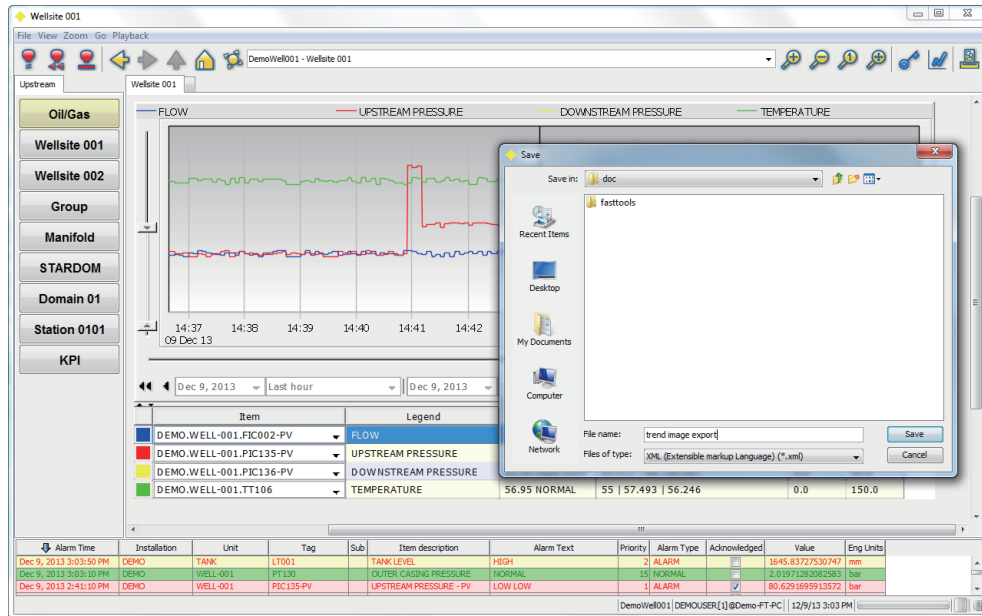 Wellsite 001
File View Zoom Go Playback
DemoWell001 - Wellsite 001
Upstream
Wellsite 001
Oil/Gas
Wellsite 001
Wellsite 002
Group
Manifold
STARDOM
Domain 01
Station 0101
KPI
FLOW UPSTREAM PRESSURE DOWNSTREAM PRESSURE TEMPERATURE
14:37 14:38 14:39 14:40 14:41 14:42
09 Dec 13
Dec 9, 2013 Last hour Dec 9, 2013
Item Legend
DEMO.WELL-001.FIC002-PV FLOW
DEMO.WELL-001.PIC135-PV UPSTREAM PRESSURE
DEMO.WELL-001.PIC136-PV DOWNSTREAM PRESSURE
DEMO.WELL-001.TT106 TEMPERATURE 56.95 NORMAL 55 | 57.493 | 56.246 0.0 150.0
Save
Save in: doc
fasttools
Recent Items
Desktop
My Documents
Computer
Network
File name: trend image export Save
Files of type: XML (Extensible markup Language) (*.xml) Cancel
Alarm Time Installation Unit Tag Sub Item description Alarm Text Priority Alarm Type Acknowledged Value Eng Units
Dec 9, 2013 3:03:50 PM DEMO TANK LT001 TANK LEVEL HIGH 2 ALARM 1645.83727530747 mm
Dec 9, 2013 3:03:10 PM DEMO WELL-001 PT130 OUTER CASING PRESSURE NORMAL 15 NORMAL 2.01971282082583 bar
Dec 9, 2013 2:41:10 PM DEMO WELL-001 PIC135-PV UPSTREAM PRESSURE - PV LOW LOW 1 ALARM 80.6291695913572 bar
DemoWell001 DEMOUSER[1]@Demo-FT-PC 12/9/13 3:03 PM